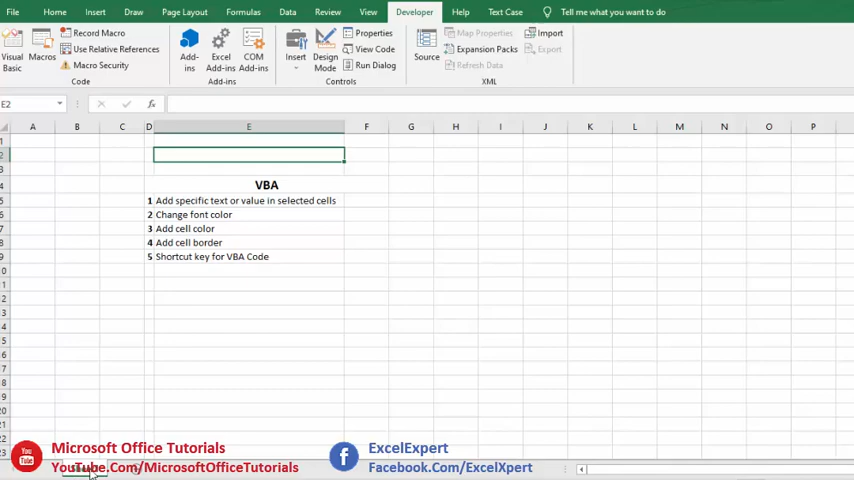 File Home Insert Draw Page Layout Formulas Data Review View Developer Help Text Case Tell me what you want to do
Visual Basic
Macros
Record Macro
Use Relative References
Macro Security
Code
Add-ins
Excel Add-ins
COM Add-ins
Add-ins
Insert
Design Mode
Properties
View Code
Run Dialog
Controls
Source
Map Properties
Expansion Packs
Refresh Data
Import
Export
XML
E2 fx
A B C D E F G H I J K L M N O P
VBA
1 Add specific text or value in selected cells
2 Change font color
3 Add cell color
4 Add cell border
5 Shortcut key for VBA Code
You Tube
Microsoft Office Tutorials
YouTube.Com/MicrosoftOfficeTutorials
ExcelExpert
Facebook.Com/ExcelXpert